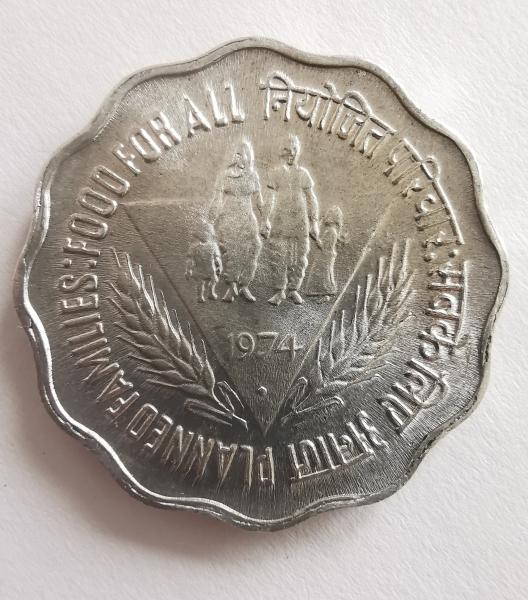 PLANNED FAMILIES: FOOD FOR ALL
नियोजित परिवार: सबके लिए अनाज
1974